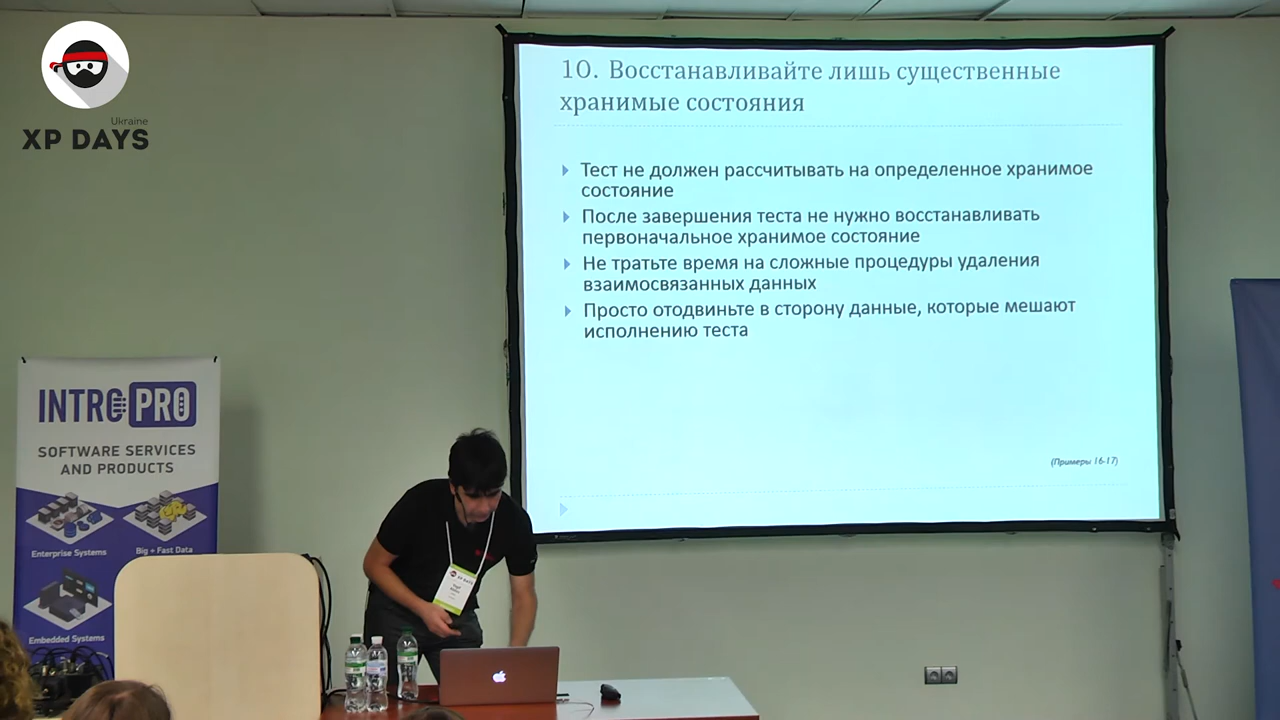 Ukraine
XP DAYS
10. Восстанавливайте лишь существенные
хранимые состояния
Тест не должен рассчитывать на определенное хранимое
состояние
После завершения теста не нужно восстанавливать
первоначальное хранимое состояние
Не тратьте время на сложные процедуры удаления
взаимосвязанных данных
Просто отодвиньте в сторону данные, которые мешают
исполнению теста
(Примеры 16-17)
INTROPRO
SOFTWARE SERVICES
AND PRODUCTS
Enterprise Systems
Big + Fast Data
Embedded Systems
XP DAYS